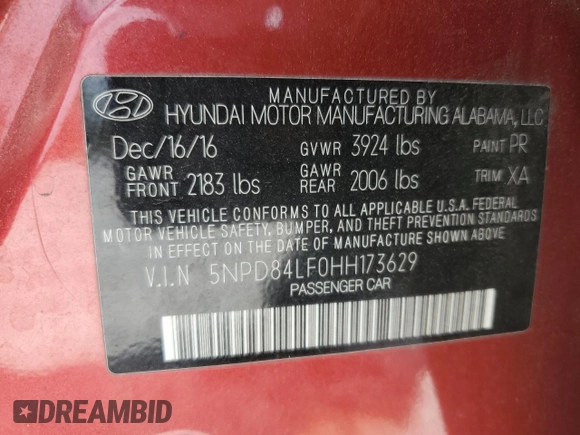 MANUFACTURED BY
HYUNDAI MOTOR MANUFACTURING ALABAMA, LLC
Dec/16/16 GVWR 3924 lbs PAINT PR
GAWR FRONT 2183 lbs GAWR REAR 2006 lbs TRIM XA
THIS VEHICLE CONFORMS TO ALL APPLICABLE U.S.A. FEDERAL
MOTOR VEHICLE SAFETY, BUMPER, AND THEFT PREVENTION STANDARDS
IN EFFECT ON THE DATE OF MANUFACTURE SHOWN ABOVE
V.I.N 5NPD84LF0HH173629
PASSENGER CAR
DREAMBID